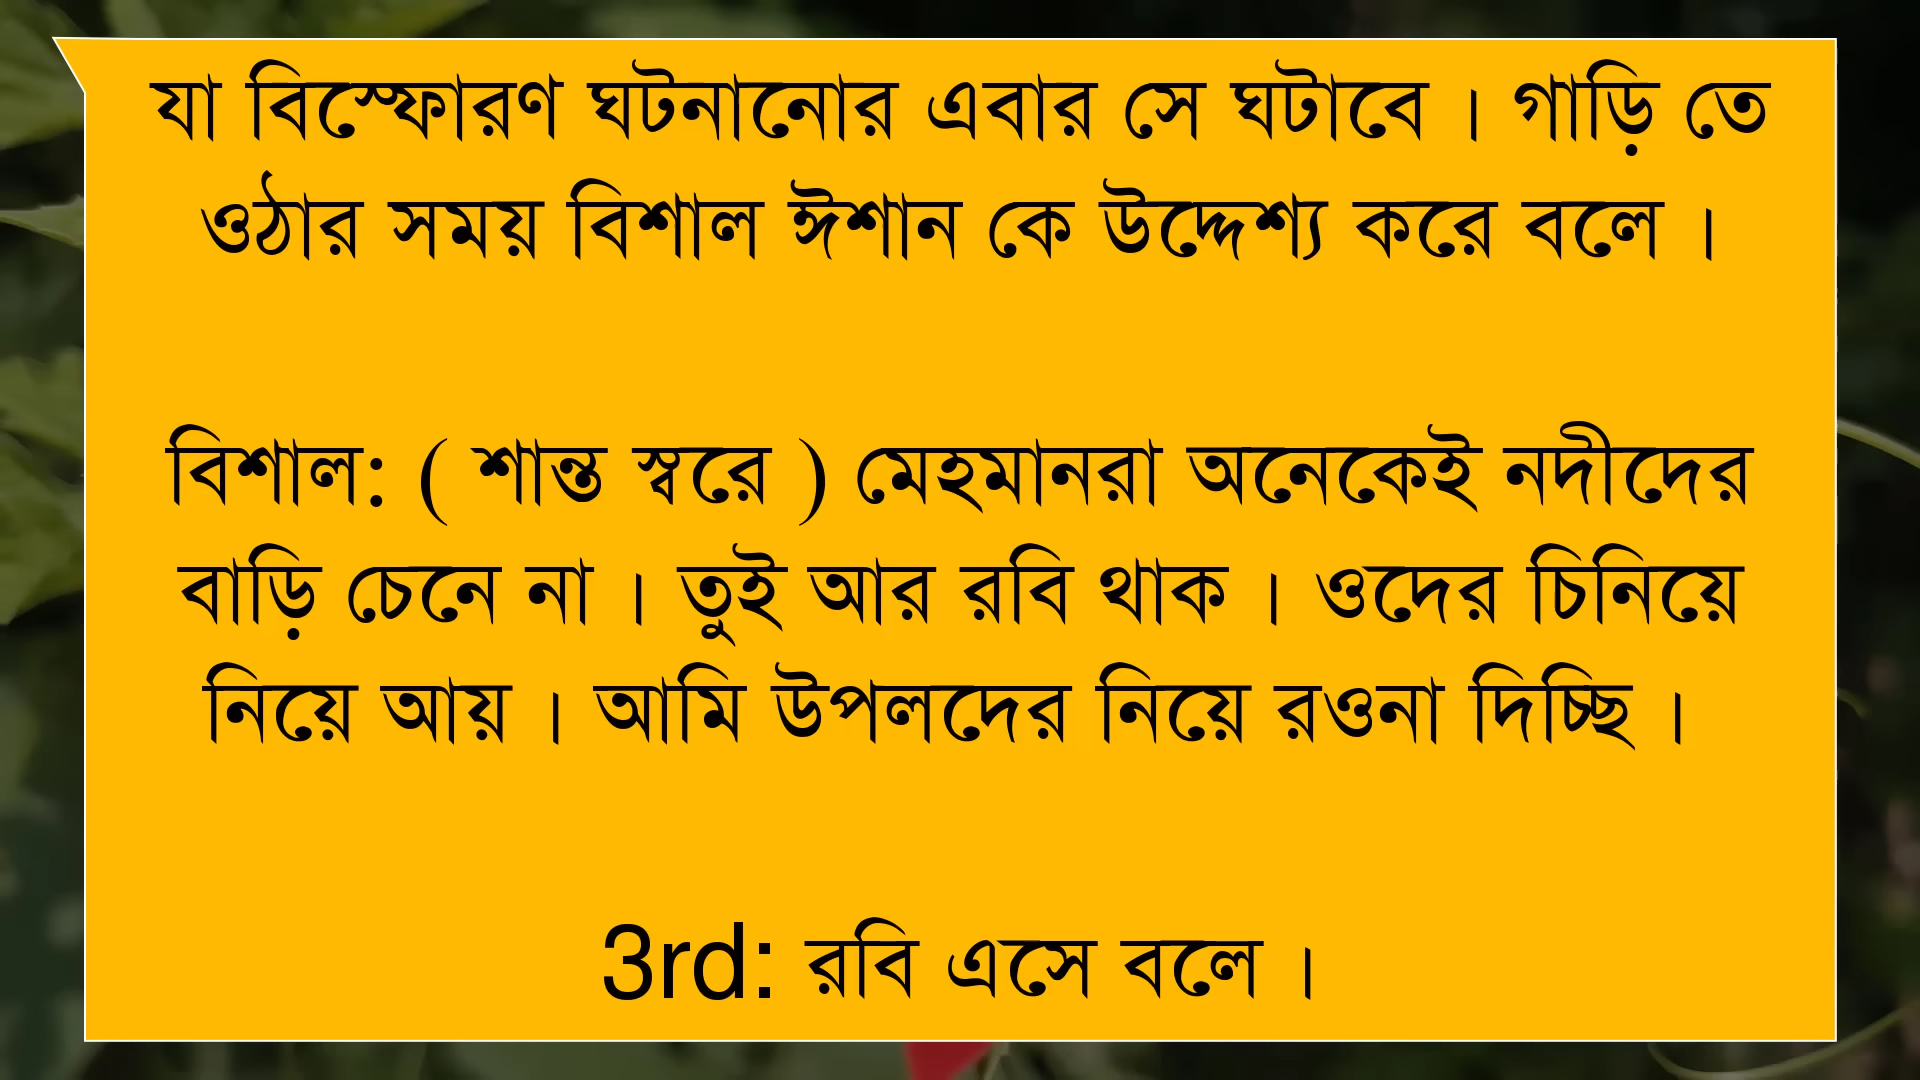 যা বিস্ফোরণ ঘটনানোর এবার সে ঘটাবে । গাড়ি তে
ওঠার সময় বিশাল ঈশান কে উদ্দেশ্য করে বলে ।
বিশাল: ( শান্ত স্বরে ) মেহমানরা অনেকেই নদীদের
বাড়ি চেনে না । তুই আর রবি থাক । ওদের চিনিয়ে
নিয়ে আয় । আমি উপলদের নিয়ে রওনা দিচ্ছি ।
3rd: রবি এসে বলে ।